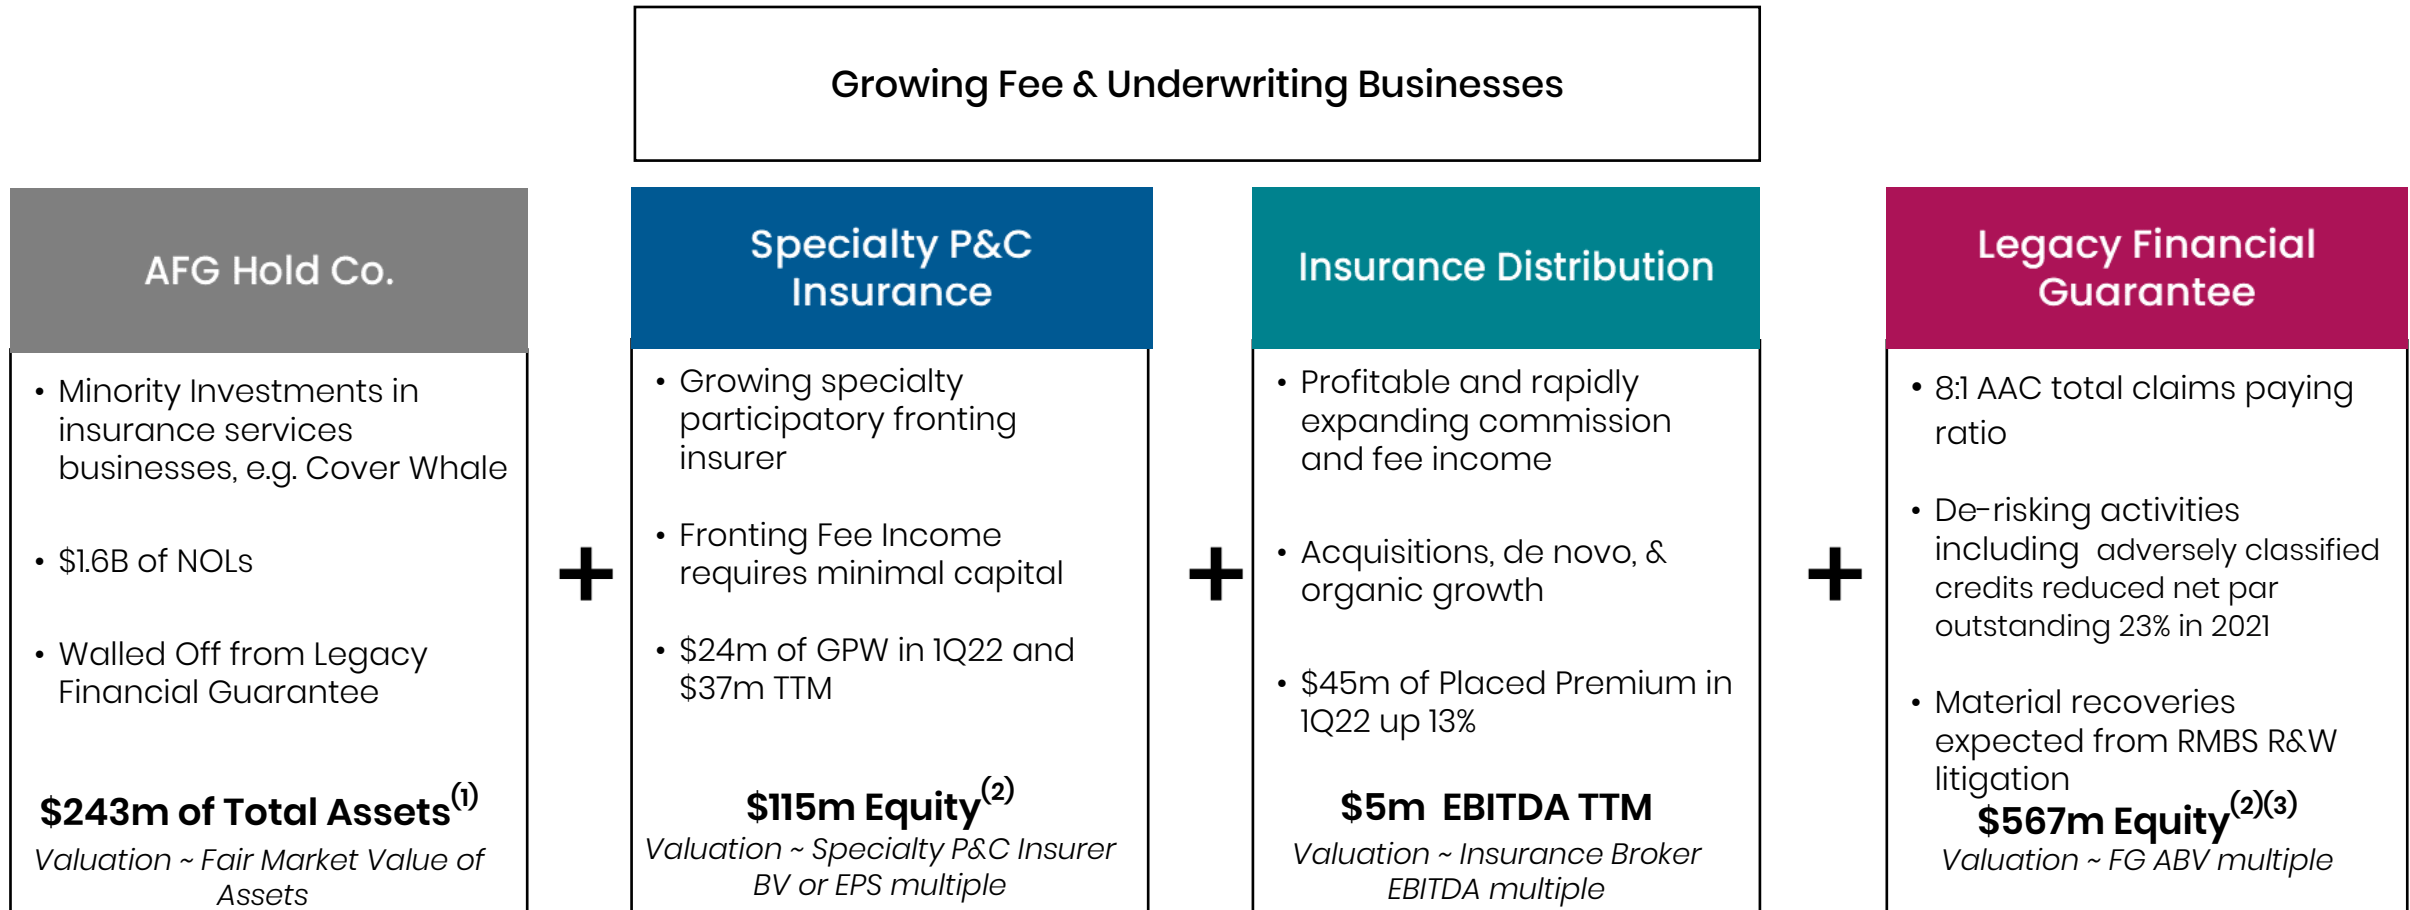 Growing Fee & Underwriting Businesses
AFG Hold Co.
• Minority Investments in
insurance services
businesses, e.g. Cover Whale
• $1.6B of NOLs
• Walled Off from Legacy
Financial Guarantee
$243m of Total Assets(1)
Valuation ~ Fair Market Value of
Assets
+
Specialty P&C
Insurance
• Growing specialty
participatory fronting
insurer
• Fronting Fee Income
requires minimal capital
• $24m of GPW in 1Q22 and
$37m TTM
$115m Equity(2)
Valuation ~ Specialty P&C Insurer
BV or EPS multiple
+
Insurance Distribution
• Profitable and rapidly
expanding commission
and fee income
• Acquisitions, de novo, &
organic growth
• $45m of Placed Premium in
1Q22 up 13%
$5m EBITDA TTM
Valuation ~ Insurance Broker
EBITDA multiple
+
Legacy Financial
Guarantee
• 8:1 AAC total claims paying
ratio
• De-risking activities
including adversely classified
credits reduced net par
outstanding 23% in 2021
• Material recoveries
expected from RMBS R&W
litigation
$567m Equity(2)(3)
Valuation ~ FG ABV multiple